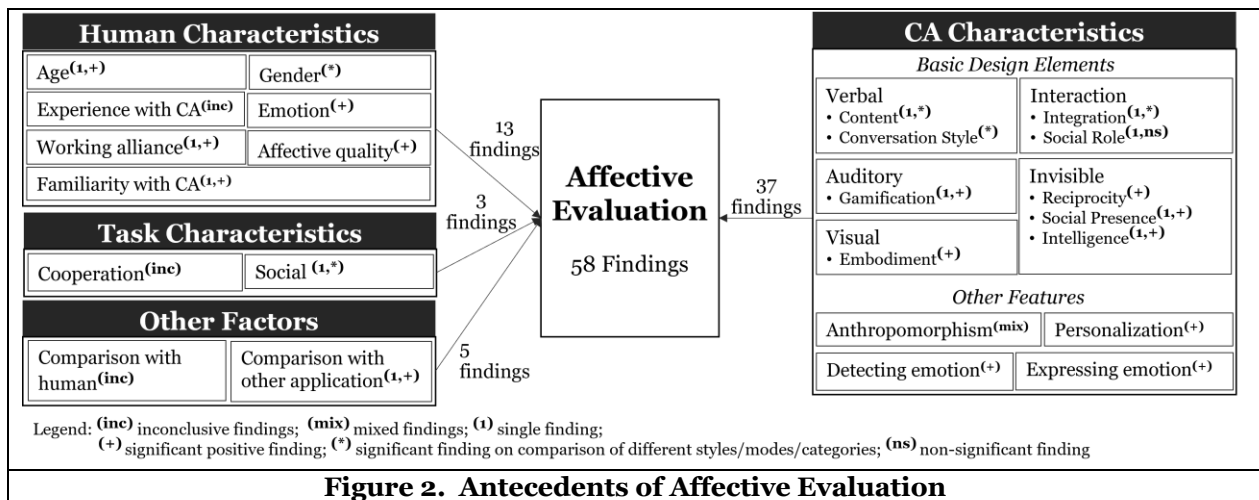 Human Characteristics
Age(1,+)
Gender(*)
Experience with CA(inc)
Emotion(+)
Working alliance(1,+)
Affective quality(+)
Familiarity with CA(1,+)
Task Characteristics
Cooperation(inc)
Social (1,*)
Other Factors
Comparison with
human(inc)
Comparison with
other application(1,+)
13
findings
3
findings
5
findings
Affective
Evaluation
58 Findings
37
findings
CA Characteristics
Basic Design Elements
Verbal
• Content(1,*)
• Conversation Style(*)
Interaction
• Integration(1,*)
• Social Role(1,ns)
Auditory
• Gamification(1,+)
Invisible
• Reciprocity(+)
• Social Presence(1,+)
• Intelligence(1,+)
Visual
• Embodiment(+)
Other Features
Anthropomorphism(mix)
Personalization(+)
Detecting emotion(+)
Expressing emotion(+)
Legend: (inc) inconclusive findings; (mix) mixed findings; (1) single finding;
(+) significant positive finding; (*) significant finding on comparison of different styles/modes/categories; (ns) non-significant finding
Figure 2. Antecedents of Affective Evaluation